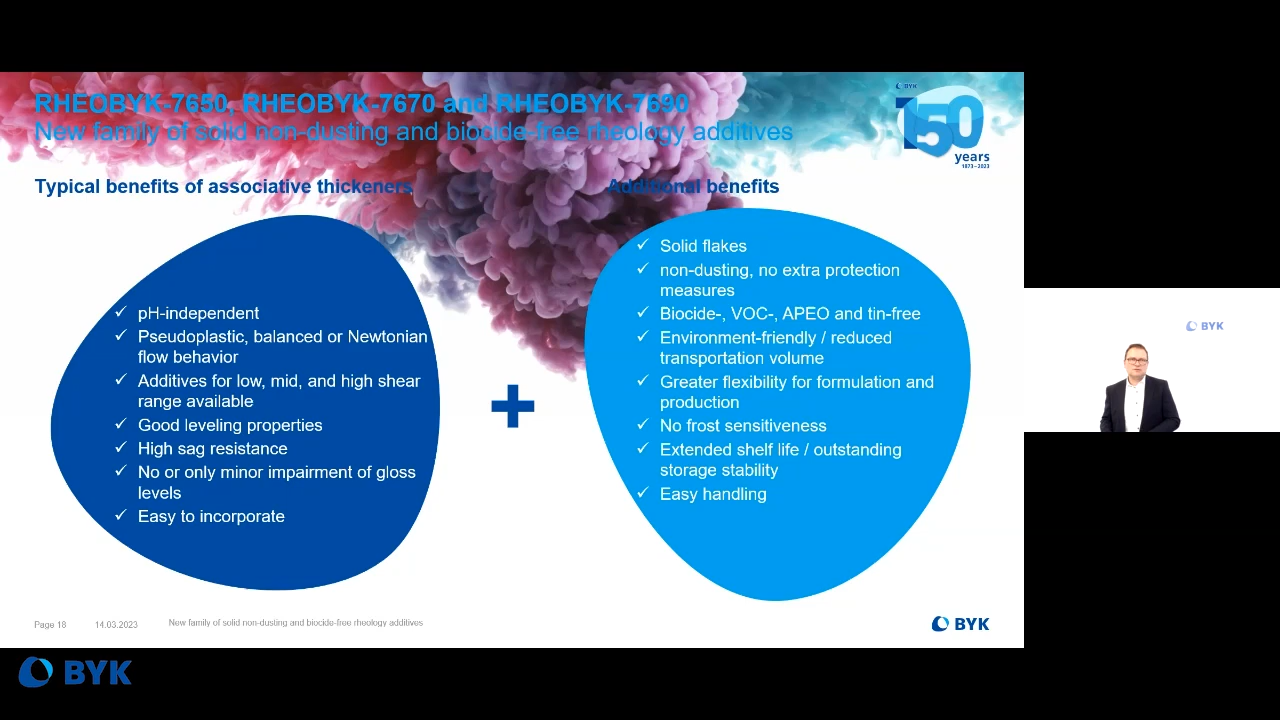 RHEOBYK-7650, RHEOBYK-7670 and RHEOBYK-7690
New family of solid non-dusting and biocide-free rheology additives
BYK
150
years
1873–2023
Typical benefits of associative thickeners
✓ pH-independent
✓ Pseudoplastic, balanced or Newtonian
flow behavior
✓ Additives for low, mid, and high shear
range available
✓ Good leveling properties
✓ High sag resistance
✓ No or only minor impairment of gloss
levels
✓ Easy to incorporate
+
Additional benefits
✓ Solid flakes
✓ non-dusting, no extra protection
measures
✓ Biocide-, VOC-, APEO and tin-free
✓ Environment-friendly / reduced
transportation volume
✓ Greater flexibility for formulation and
production
✓ No frost sensitiveness
✓ Extended shelf life / outstanding
storage stability
✓ Easy handling
BYK
Page 18 14.03.2023 New family of solid non-dusting and biocide-free rheology additives
BYK
BYK